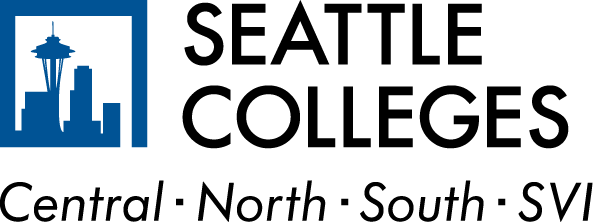 SEATTLE
COLLEGES
Central · North · South · SVI